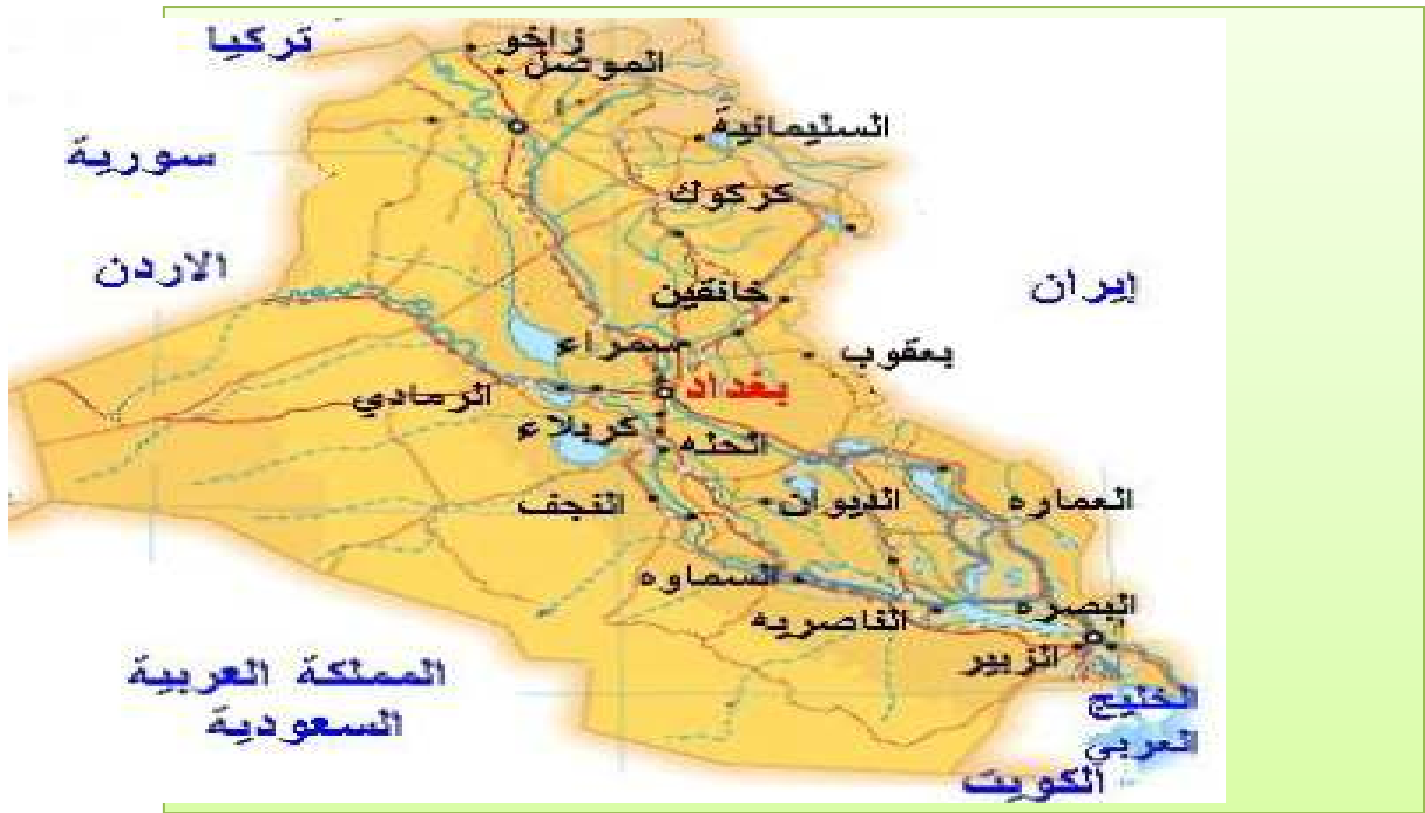 تركيا
زاخو
الموصل
السليمانية
سورية
كركوك
الاردن
إيران
خانقين
سمراء
يعقوب
بغداد
الرمادي
كربلاء
الحله
النجف
الديوان
العماره
السماوه
البصره
الناصريه
الزبير
المملكة العربية
السعودية
الخليج
العربي
الكويت